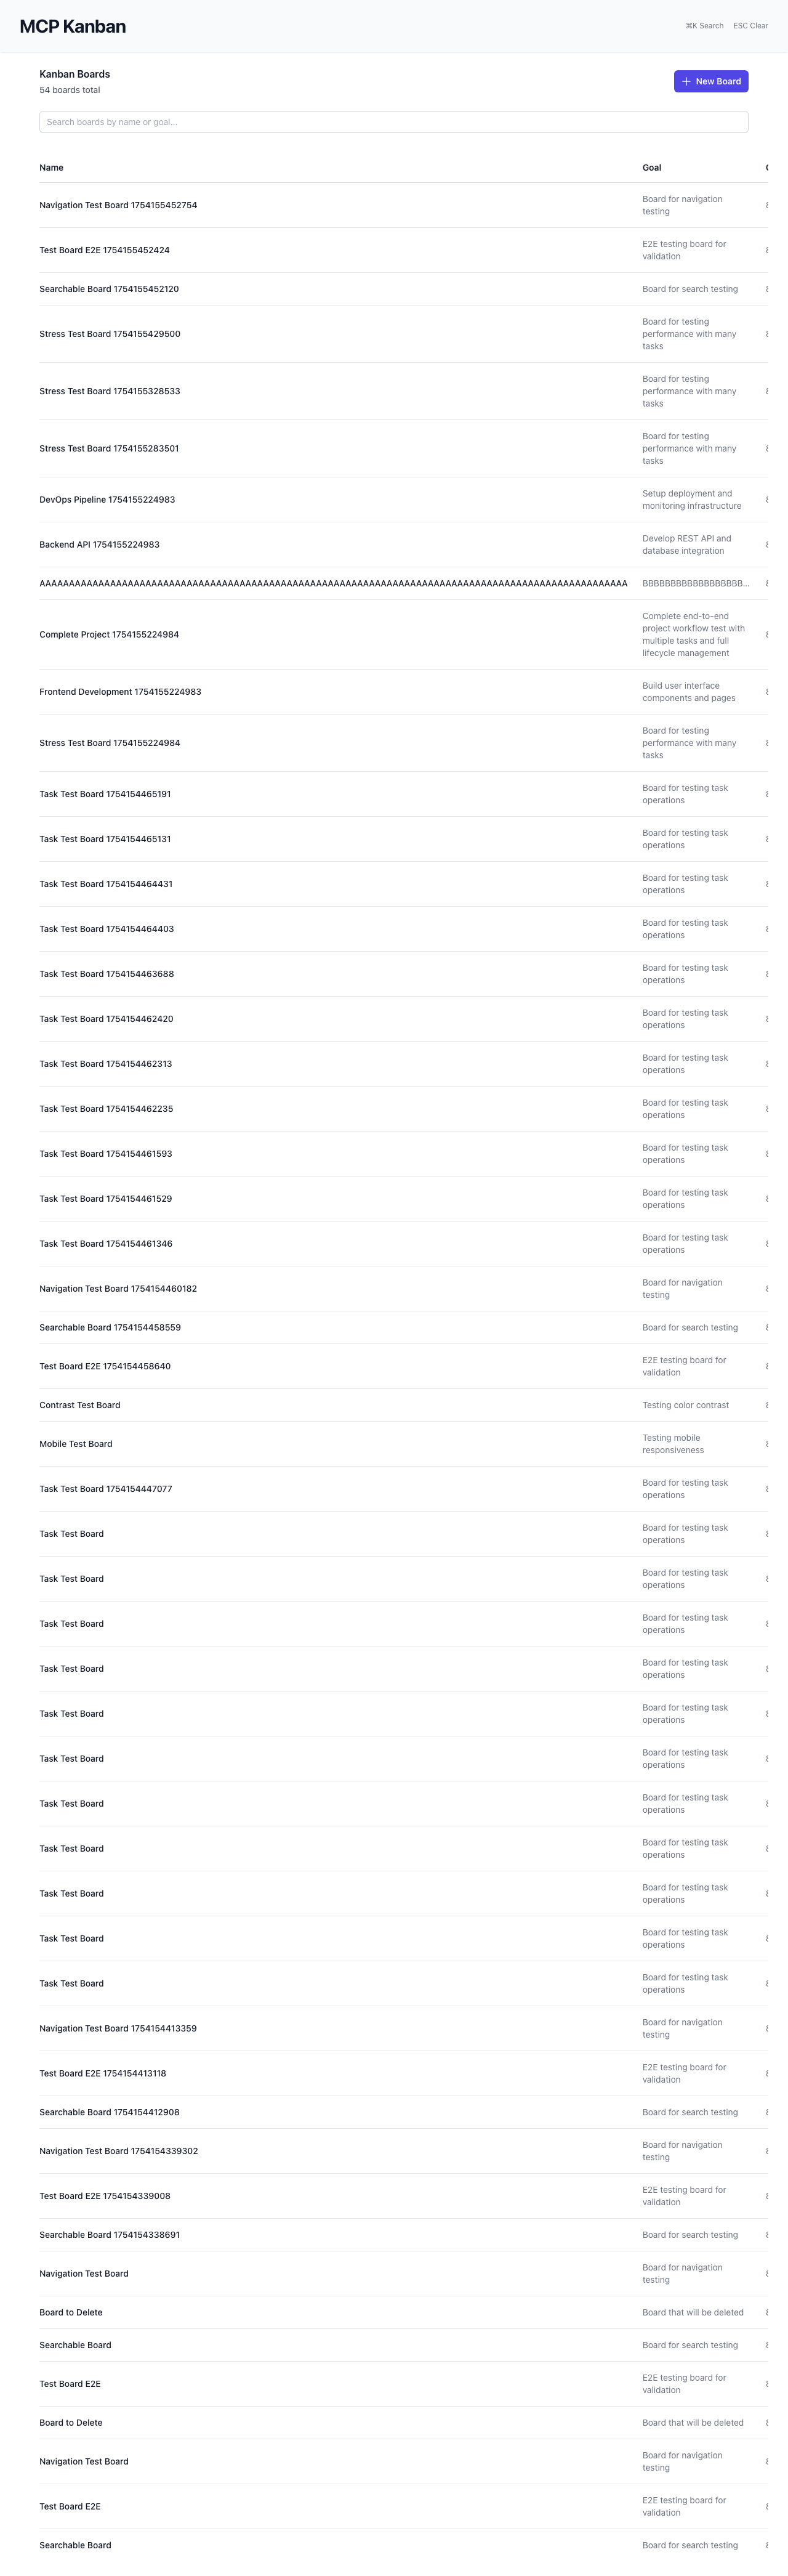 MCP Kanban
⌘K Search ESC Clear
Kanban Boards
54 boards total
New Board
Search boards by name or goal...
Name Goal
Navigation Test Board 1754155452754
Board for navigation
testing
Test Board E2E 1754155452424
E2E testing board for
validation
Searchable Board 1754155452120
Board for search testing
Stress Test Board 1754155429500
Board for testing
performance with many
tasks
Stress Test Board 1754155328533
Board for testing
performance with many
tasks
Stress Test Board 1754155283501
Board for testing
performance with many
tasks
DevOps Pipeline 1754155224983
Setup deployment and
monitoring infrastructure
Backend API 1754155224983
Develop REST API and
database integration
AAAAAAAAAAAAAAAAAAAAAAAAAAAAAAAAAAAAAAAAAAAAAAAAAAAAAAAAAAAAAAAAAAAAAAAAAAAAAAAAAAAAAAAAAAAAAAAAAAAA
BBBBBBBBBBBBBBBBBB...
Complete Project 1754155224984
Complete end-to-end
project workflow test with
multiple tasks and full
lifecycle management
Frontend Development 1754155224983
Build user interface
components and pages
Stress Test Board 1754155224984
Board for testing
performance with many
tasks
Task Test Board 1754154465191
Board for testing task
operations
Task Test Board 1754154465131
Board for testing task
operations
Task Test Board 1754154464431
Board for testing task
operations
Task Test Board 1754154464403
Board for testing task
operations
Task Test Board 1754154463688
Board for testing task
operations
Task Test Board 1754154462420
Board for testing task
operations
Task Test Board 1754154462313
Board for testing task
operations
Task Test Board 1754154462235
Board for testing task
operations
Task Test Board 1754154461593
Board for testing task
operations
Task Test Board 1754154461529
Board for testing task
operations
Task Test Board 1754154461346
Board for testing task
operations
Navigation Test Board 1754154460182
Board for navigation
testing
Searchable Board 1754154458559
Board for search testing
Test Board E2E 1754154458640
E2E testing board for
validation
Contrast Test Board
Testing color contrast
Mobile Test Board
Testing mobile
responsiveness
Task Test Board 1754154447077
Board for testing task
operations
Task Test Board
Board for testing task
operations
Task Test Board
Board for testing task
operations
Task Test Board
Board for testing task
operations
Task Test Board
Board for testing task
operations
Task Test Board
Board for testing task
operations
Task Test Board
Board for testing task
operations
Task Test Board
Board for testing task
operations
Task Test Board
Board for testing task
operations
Task Test Board
Board for testing task
operations
Task Test Board
Board for testing task
operations
Task Test Board
Board for testing task
operations
Navigation Test Board 1754154413359
Board for navigation
testing
Test Board E2E 1754154413118
E2E testing board for
validation
Searchable Board 1754154412908
Board for search testing
Navigation Test Board 1754154339302
Board for navigation
testing
Test Board E2E 1754154339008
E2E testing board for
validation
Searchable Board 1754154338691
Board for search testing
Navigation Test Board
Board for navigation
testing
Board to Delete
Board that will be deleted
Searchable Board
Board for search testing
Test Board E2E
E2E testing board for
validation
Board to Delete
Board that will be deleted
Navigation Test Board
Board for navigation
testing
Test Board E2E
E2E testing board for
validation
Searchable Board
Board for search testing